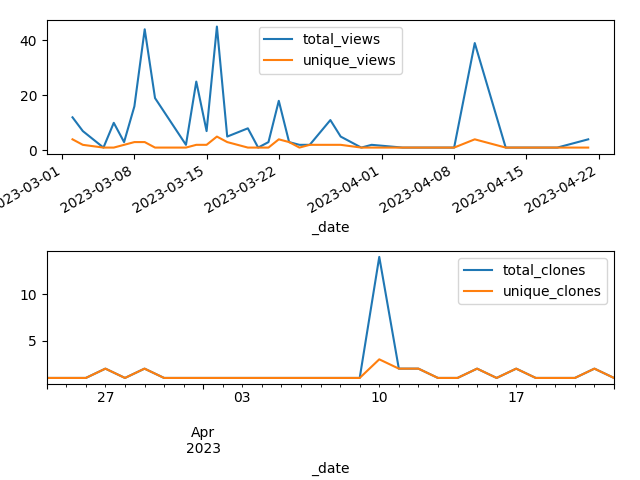 40
20
0
total_views
unique_views
2023-03-01
2023-03-08
2023-03-15
2023-03-22
2023-04-01
2023-04-08
2023-04-15
2023-04-22
_date
10
5
total_clones
unique_clones
27
03
10
17
Apr
2023
_date